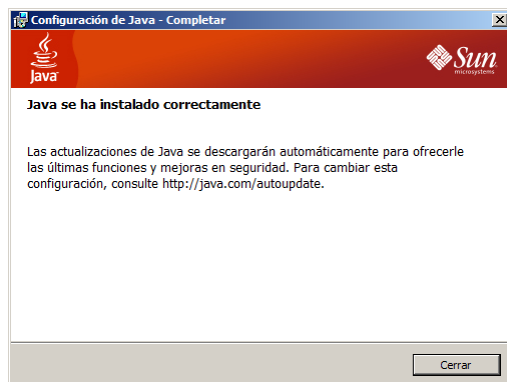 Configuración de Java - Completar
Java
Sun
microsystems
Java se ha instalado correctamente
Las actualizaciones de Java se descargarán automáticamente para ofrecerle
las últimas funciones y mejoras en seguridad. Para cambiar esta
configuración, consulte http://java.com/autoupdate.
Cerrar